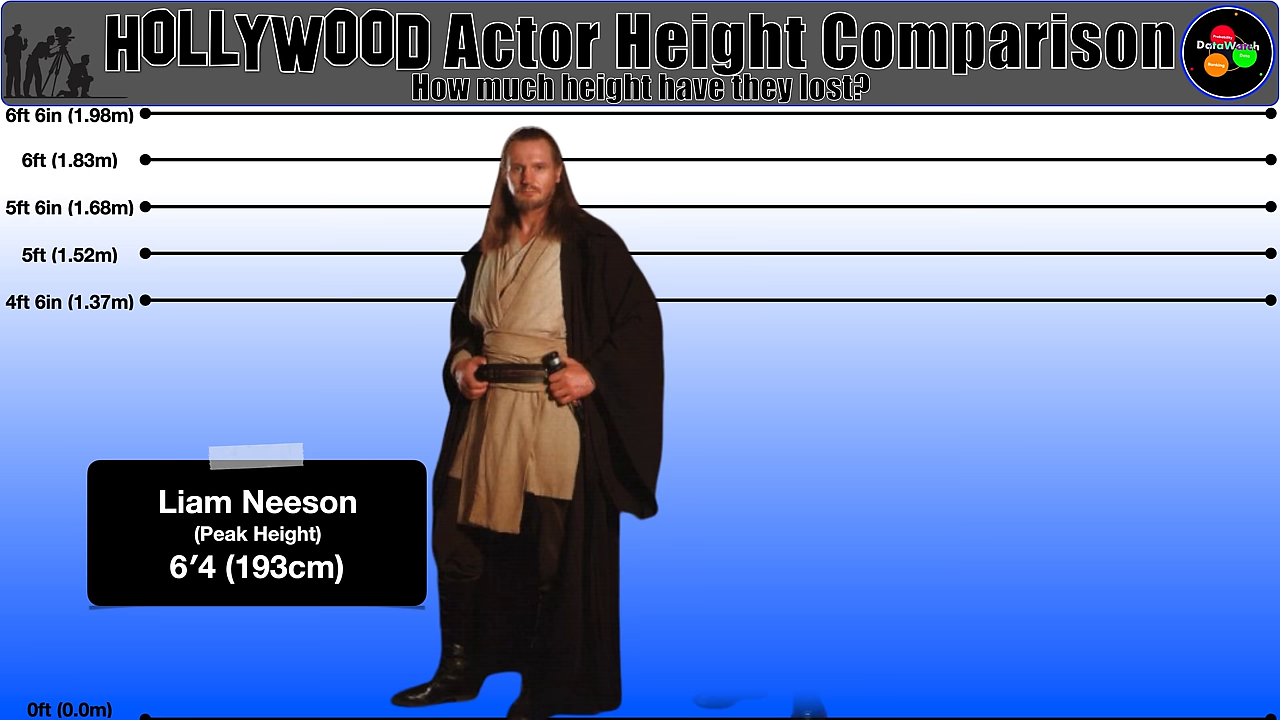 HOLLYWOOD Actor Height Comparison
How much height have they lost?
DataWatch
6ft 6in (1.98m)
6ft (1.83m)
5ft 6in (1.68m)
5ft (1.52m)
4ft 6in (1.37m)
Liam Neeson
(Peak Height)
6′4 (193cm)
0ft (0.0m)